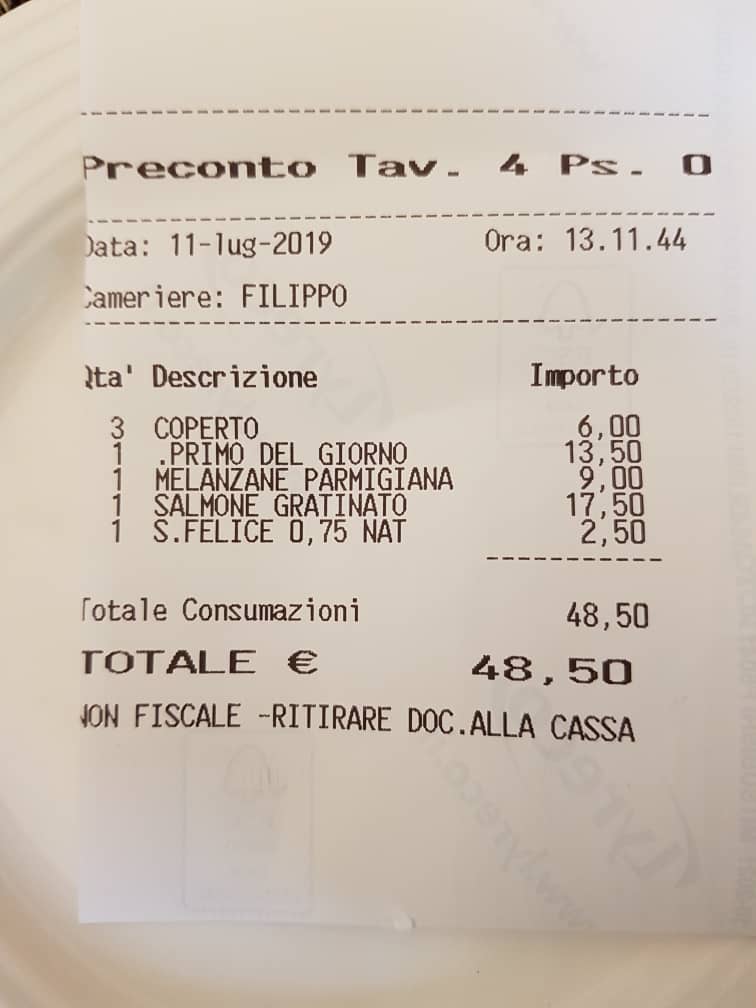 Preconto Tav. 4 Ps. 0
Data: 11-lug-2019 Ora: 13.11.44
Cameriere: FILIPPO
Qta' Descrizione Importo
3 COPERTO 6,00
1 .PRIMO DEL GIORNO 13,50
1 MELANZANE PARMIGIANA 9,00
1 SALMONE GRATINATO 17,50
1 S.FELICE 0,75 NAT 2,50
Totale Consumazioni 48,50
TOTALE € 48,50
NON FISCALE -RITIRARE DOC.ALLA CASSA